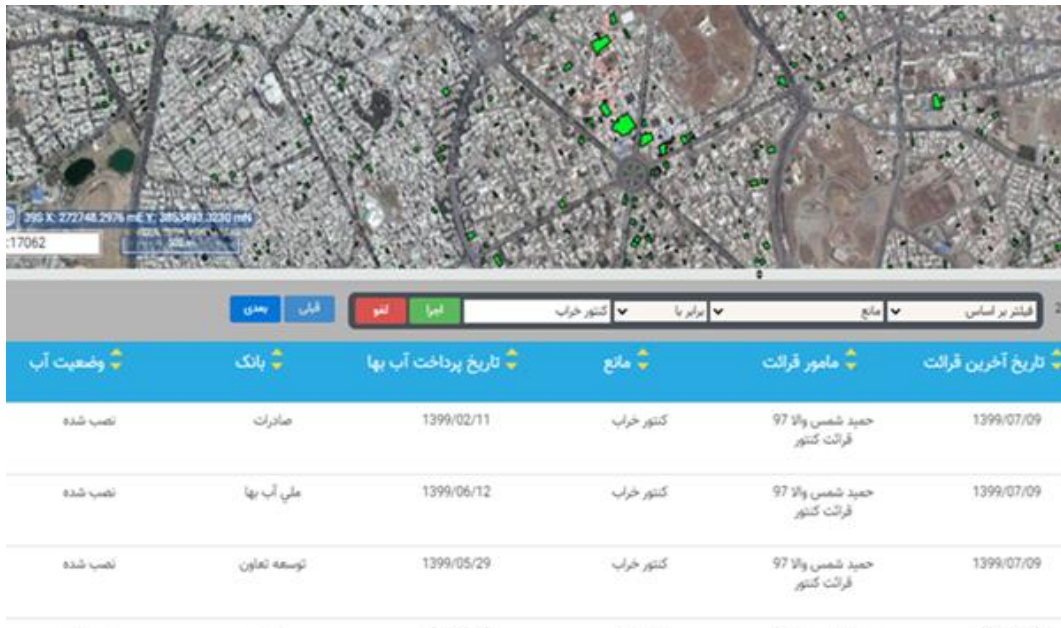 39S X: 272748.2976 mE Y: 3853493.3230 mN
:17062
500 m
فیلتر بر اساس مانع برابر با کنتور خراب اجرا لغو قبلی بعدی
تاریخ آخرین قرائت مامور قرائت مانع تاریخ پرداخت آب بها بانک وضعیت آب
1399/07/09 حمید شمس والا 97 کنتور خراب 1399/02/11 صادرات نصب شده
قرائت کنتور
1399/07/09 حمید شمس والا 97 کنتور خراب 1399/06/12 ملي آب بها نصب شده
قرائت کنتور
1399/07/09 حمید شمس والا 97 کنتور خراب 1399/05/29 توسعه تعاون نصب شده
قرائت کنتور